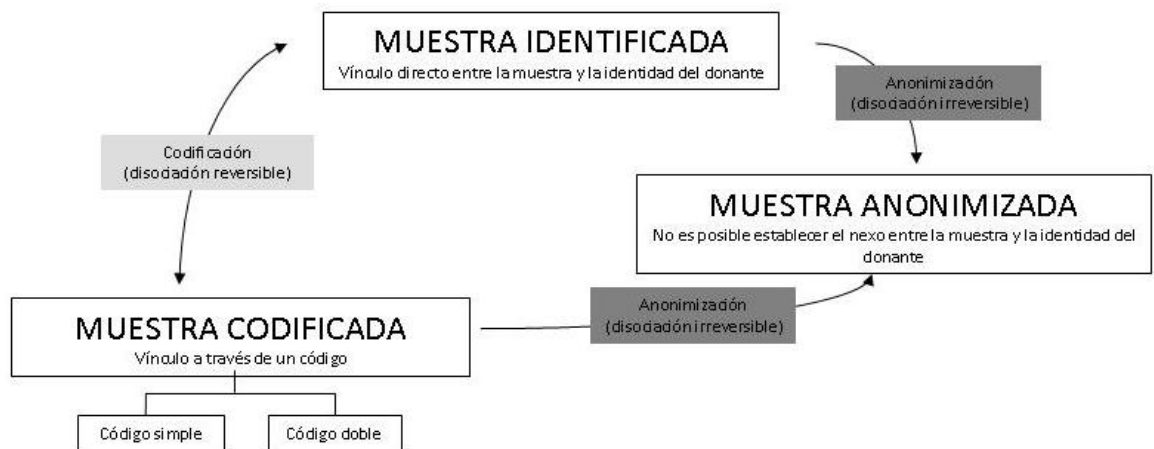 MUESTRA IDENTIFICADA
Vínculo directo entre la muestra y la identidad del donante
Anonimización
(disociación irreversible)
Codificación
(disociación reversible)
MUESTRA ANONIMIZADA
No es posible establecer el nexo entre la muestra y la identidad del
donante
Anonimización
(disociación irreversible)
MUESTRA CODIFICADA
Vínculo a través de un código
Código simple
Código doble